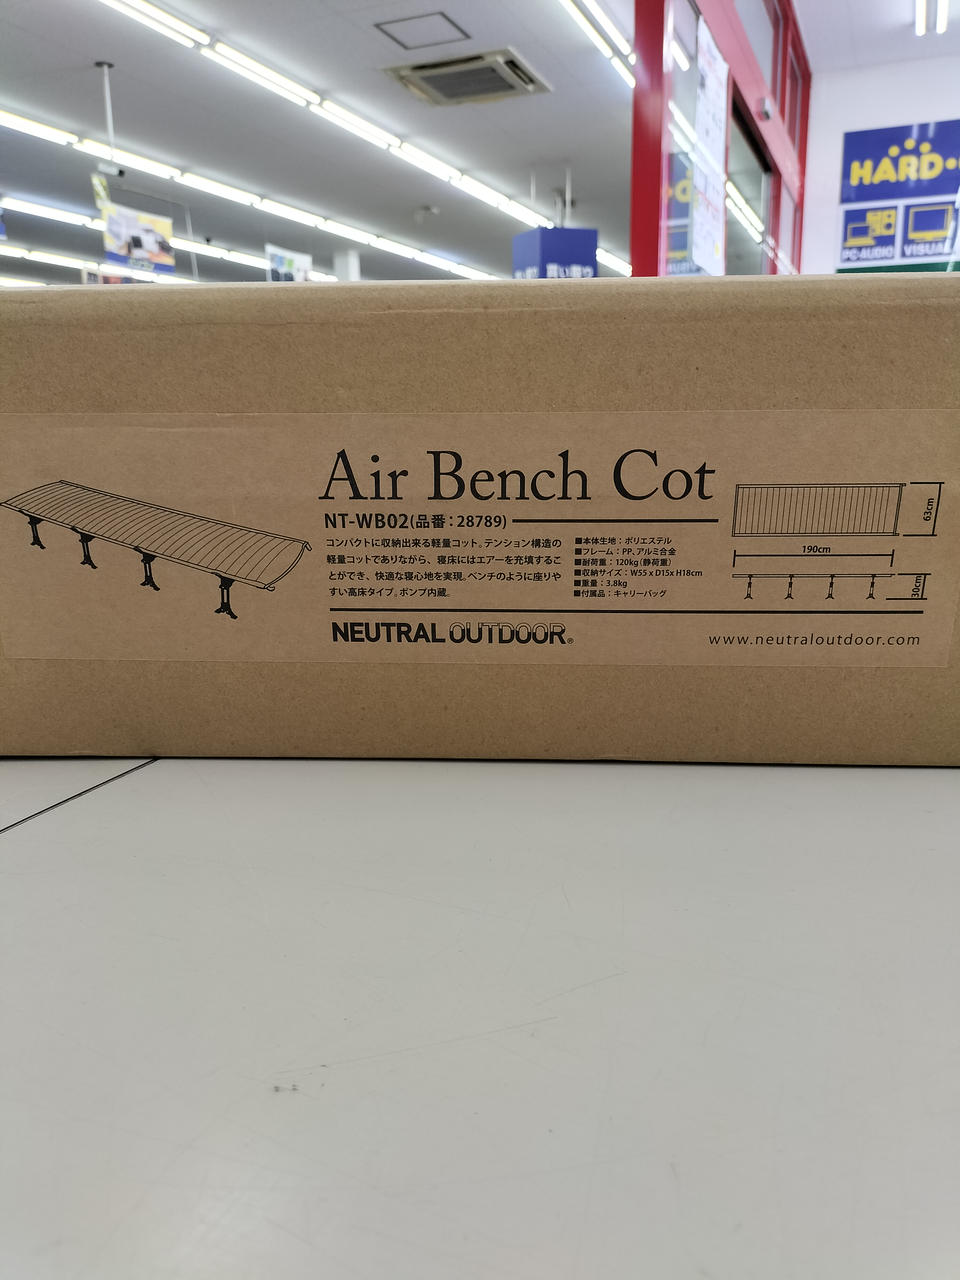 HARD
PC-AUDIO VISUAL
買い取り
Air Bench Cot
NT-WB02(品番：28789)
コンパクトに収納出来る軽量コット。テンション構造の
軽量コットでありながら、寝床にはエアーを充填するこ
とができ、快適な寝心地を実現。ベンチのように座りや
すい高床タイプ。ポンプ内蔵。
■本体生地：ポリエステル
■フレーム：PP、アルミ合金
■耐荷重：120kg（静荷重）
■収納サイズ：W55 x D15x H18cm
■重量：3.8kg
■付属品：キャリーバッグ
63cm
190cm
30cm
NEUTRAL OUTDOOR®
www.neutraloutdoor.com